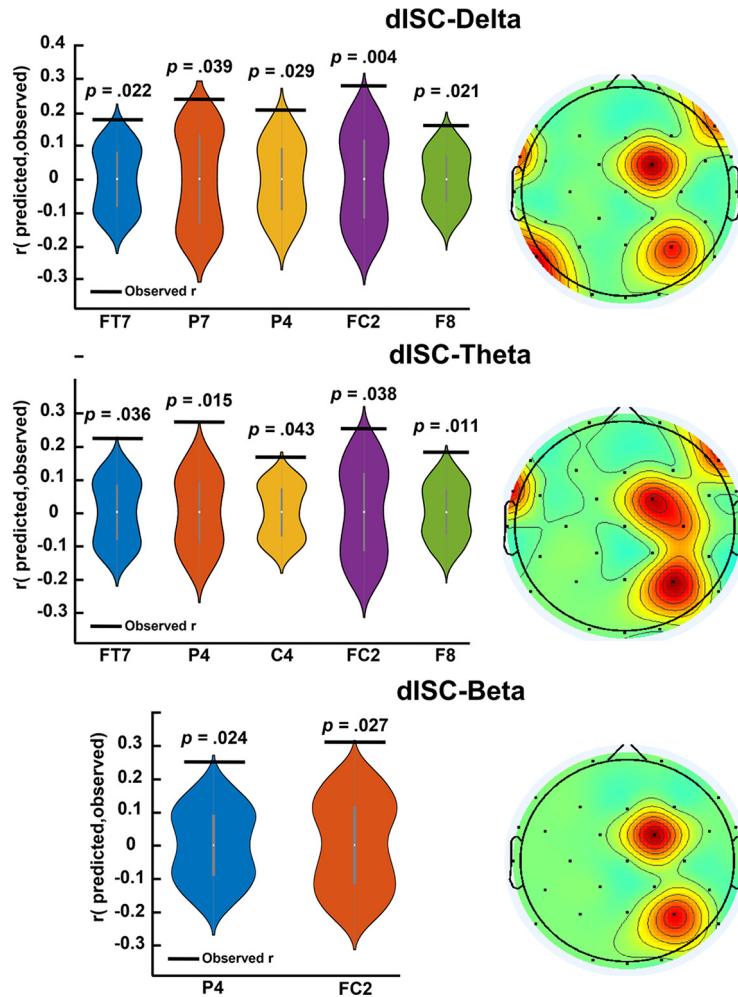 dISC-Delta
r( predicted,observed)
0.4
0.3
0.2
0.1
0
-0.1
-0.2
-0.3
p = .022
p = .039
p = .029
p = .004
p = .021
Observed r
FT7 P7 P4 FC2 F8
dISC-Theta
r( predicted,observed)
0.3
0.2
0.1
0
-0.1
-0.2
-0.3
p = .036
p = .015
p = .043
p = .038
p = .011
Observed r
FT7 P4 C4 FC2 F8
dISC-Beta
r( predicted,observed)
0.3
0.2
0.1
0
-0.1
-0.2
-0.3
p = .024
p = .027
Observed r
P4 FC2